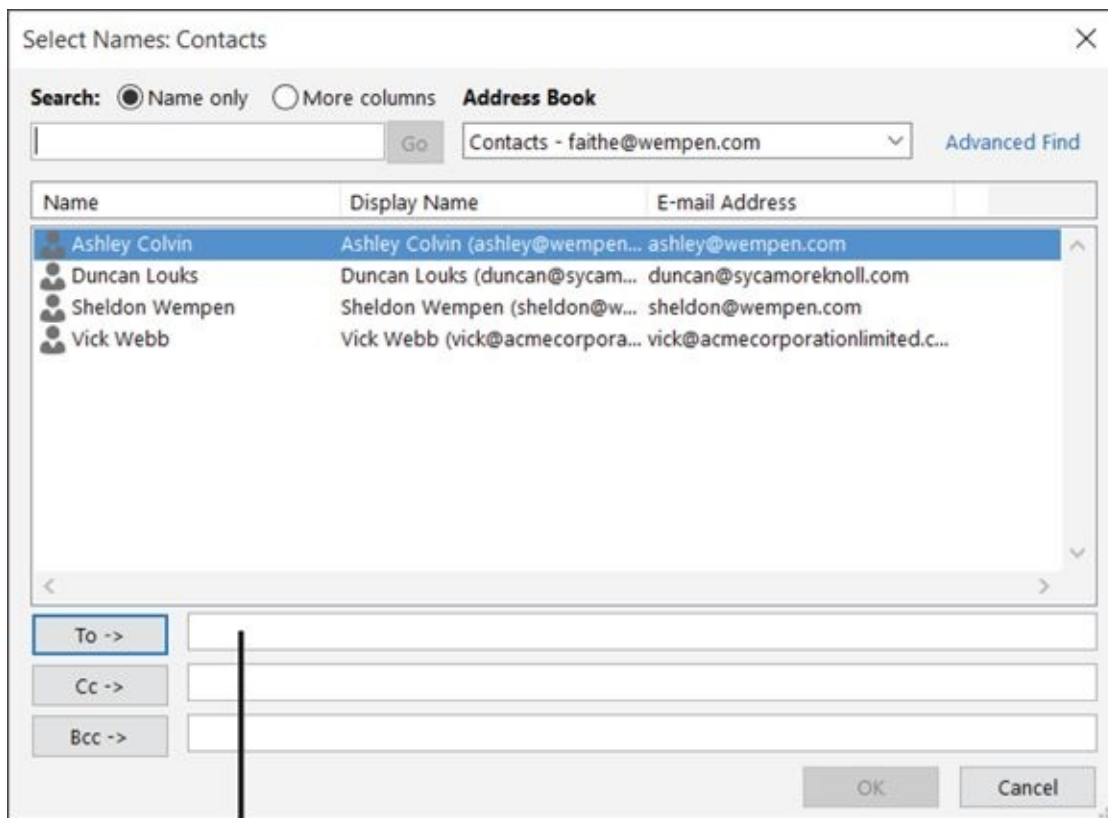 Select Names: Contacts
Search: Name only More columns Address Book
Go Contacts - faithe@wempen.com Advanced Find
Name Display Name E-mail Address
Ashley Colvin Ashley Colvin (ashley@wempen... ashley@wempen.com
Duncan Louks Duncan Louks (duncan@sycam... duncan@sycamoreknoll.com
Sheldon Wempen Sheldon Wempen (sheldon@w... sheldon@wempen.com
Vick Webb Vick Webb (vick@acmecorpora... vick@acmecorporationlimited.c...
To ->
Cc ->
Bcc ->
OK Cancel